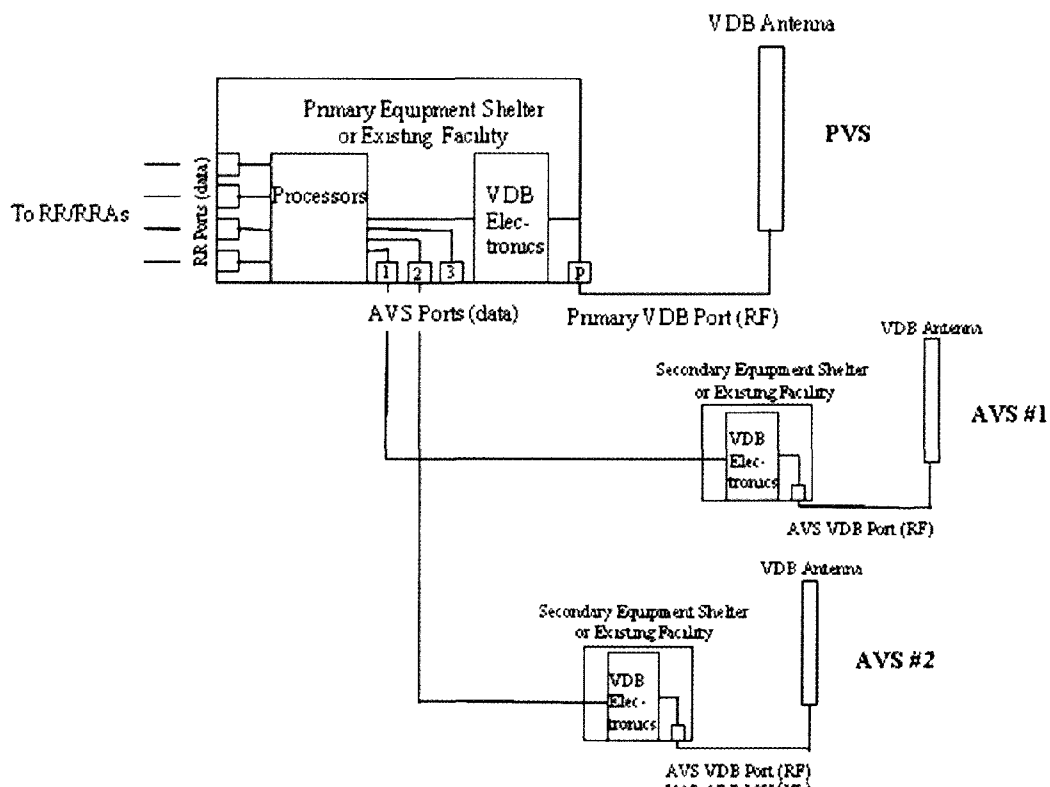 VDB Antenna
Primary Equipment Shelter
or Existing Facility
PVS
To RR/RRAs
RR Ports (data)
Processors
VDB
Elec-
tronics
1
2
3
P
AVS Ports (data)
Primary VDB Port (RF)
VDB Antenna
Secondary Equipment Shelter
or Existing Facility
AVS #1
VDB
Elec-
tronics
AVS VDB Port (RF)
VDB Antenna
Secondary Equipment Shelter
or Existing Facility
AVS #2
VDB
Elec-
tronics
AVS VDB Port (RF)